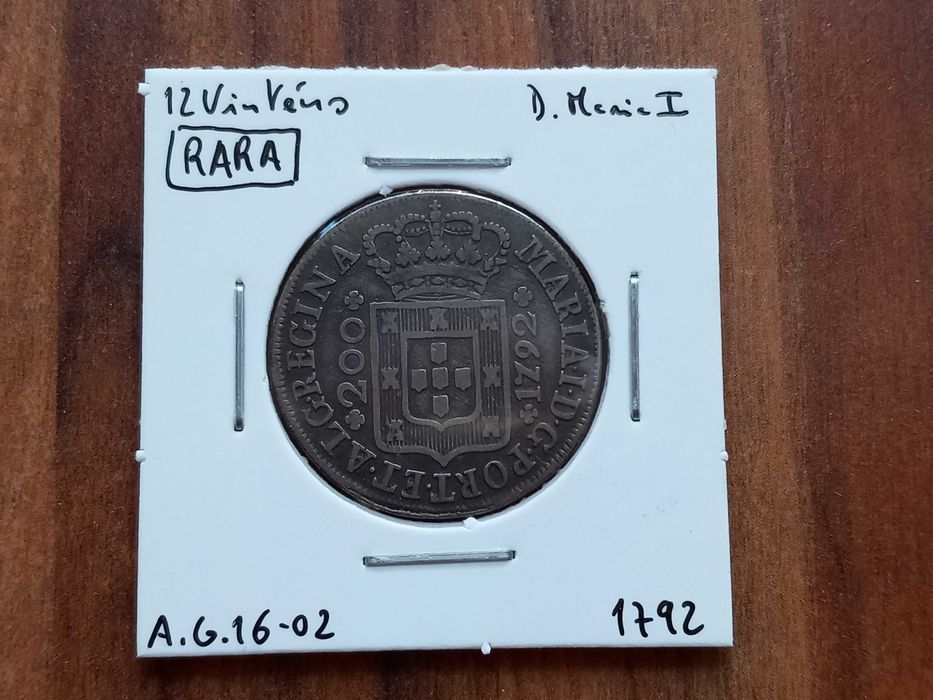 12 Vinténs
D. Maria I
RARA
MARIA·I·D·G·PORT·ET·ALG·REGINA
200
1792
A.G.16-02
1792